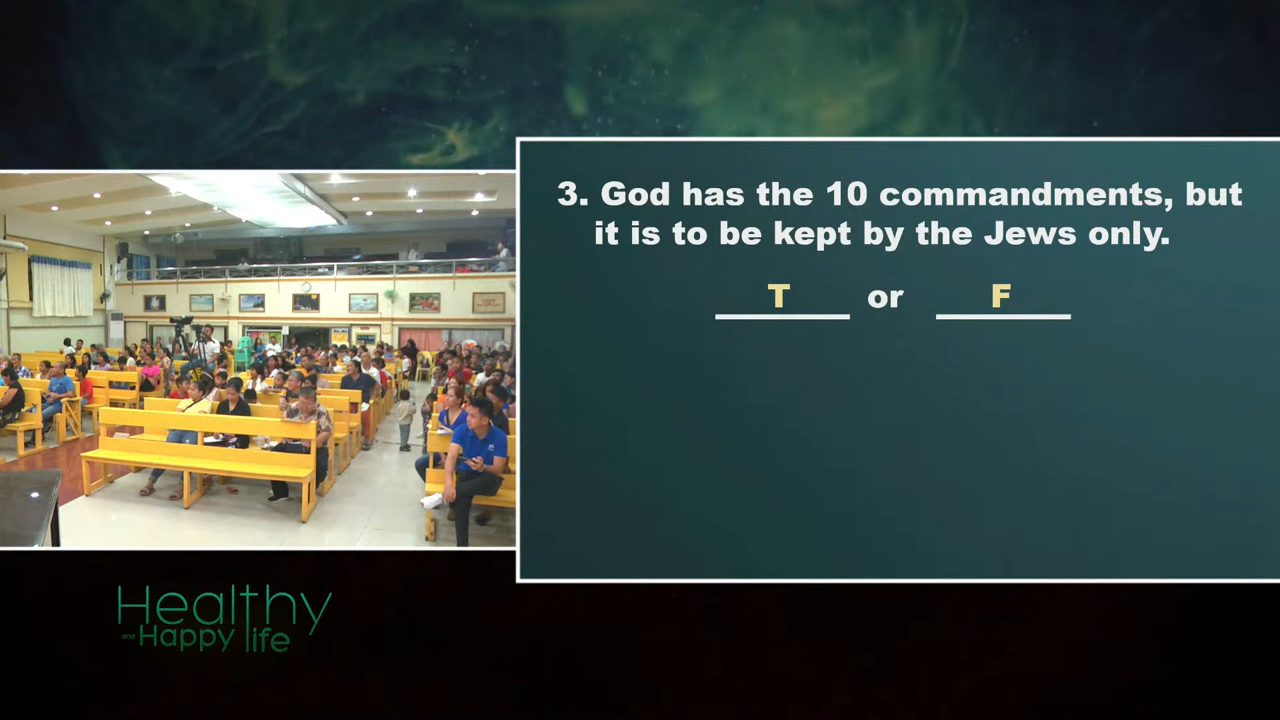 3. God has the 10 commandments, but
it is to be kept by the Jews only.
T or F
Healthy
and Happy life